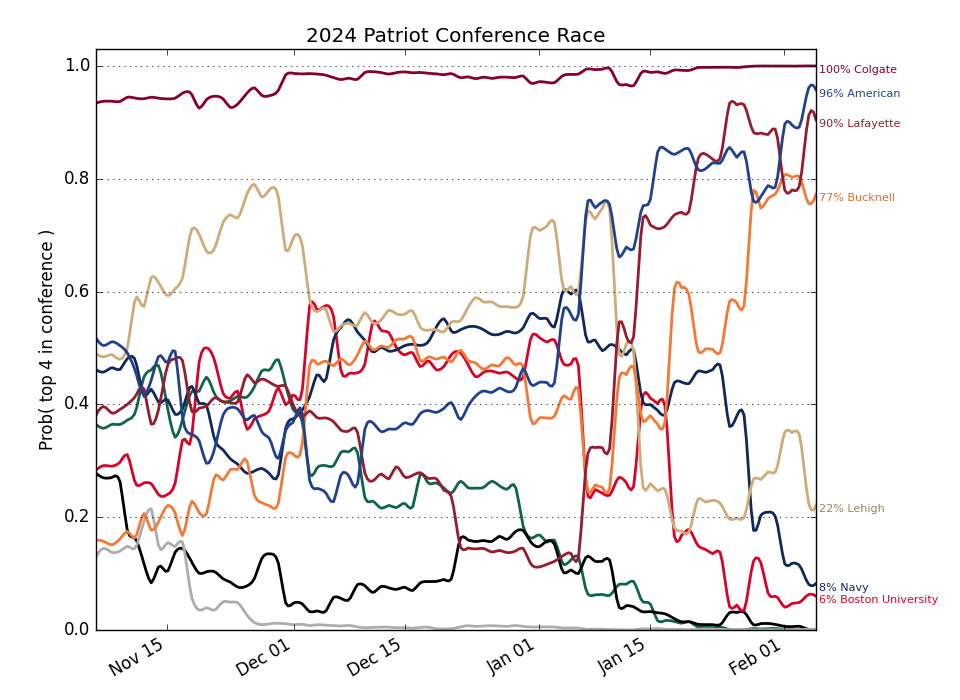 2024 Patriot Conference Race
Prob( top 4 in conference )
1.0
0.8
0.6
0.4
0.2
0.0
Nov 15
Dec 01
Dec 15
Jan 01
Jan 15
Feb 01
100% Colgate
96% American
90% Lafayette
77% Bucknell
22% Lehigh
8% Navy
6% Boston University